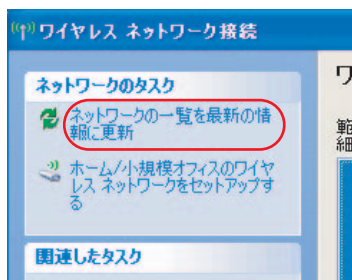 ワイヤレス ネットワーク接続
ネットワークのタスク
ネットワークの一覧を最新の情
報に更新
ホーム/小規模オフィスのワイヤ
レス ネットワークをセットアップす
る
関連したタスク
ワ
範
細